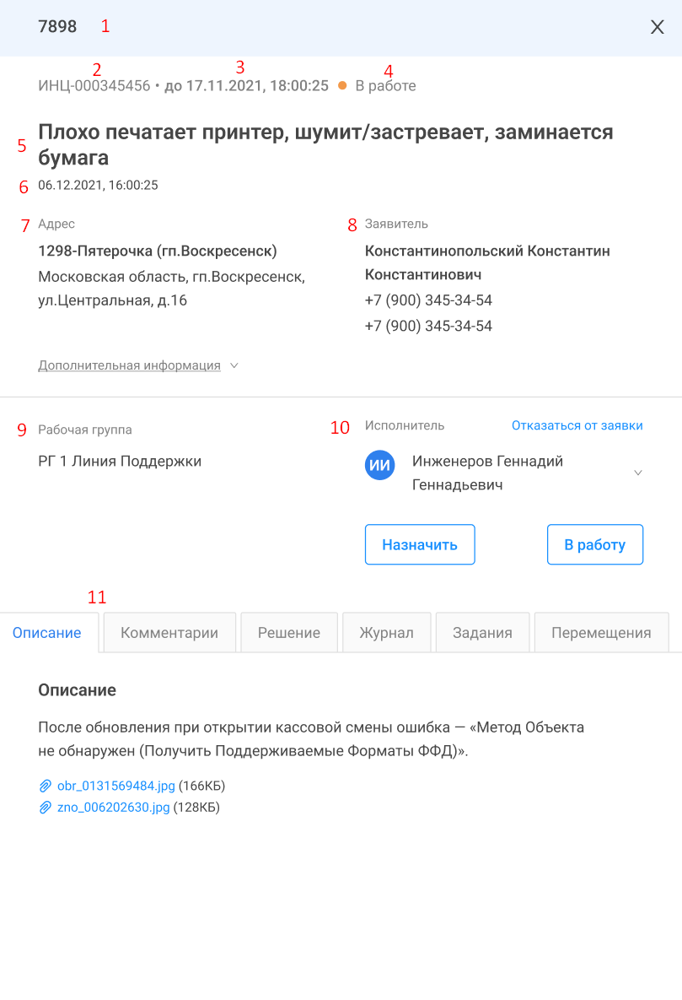 7898 1 X
2 3 4
ИНЦ-000345456 • до 17.11.2021, 18:00:25 В работе
5 Плохо печатает принтер, шумит/застревает, заминается
бумага
6 06.12.2021, 16:00:25
7 Адрес
1298-Пятерочка (гп.Воскресенск)
Московская область, гп.Воскресенск,
ул.Центральная, д.16
8 Заявитель
Константинопольский Константин
Константинович
+7 (900) 345-34-54
+7 (900) 345-34-54
Дополнительная информация
9 Рабочая группа
РГ 1 Линия Поддержки
10 Исполнитель Отказаться от заявки
ИИ Инженеров Геннадий
Геннадьевич
Назначить В работу
11
Описание Комментарии Решение Журнал Задания Перемещения
Описание
После обновления при открытии кассовой смены ошибка — «Метод Объекта
не обнаружен (Получить Поддерживаемые Форматы ФФД)».
obr_0131569484.jpg (166КБ)
zno_006202630.jpg (128КБ)